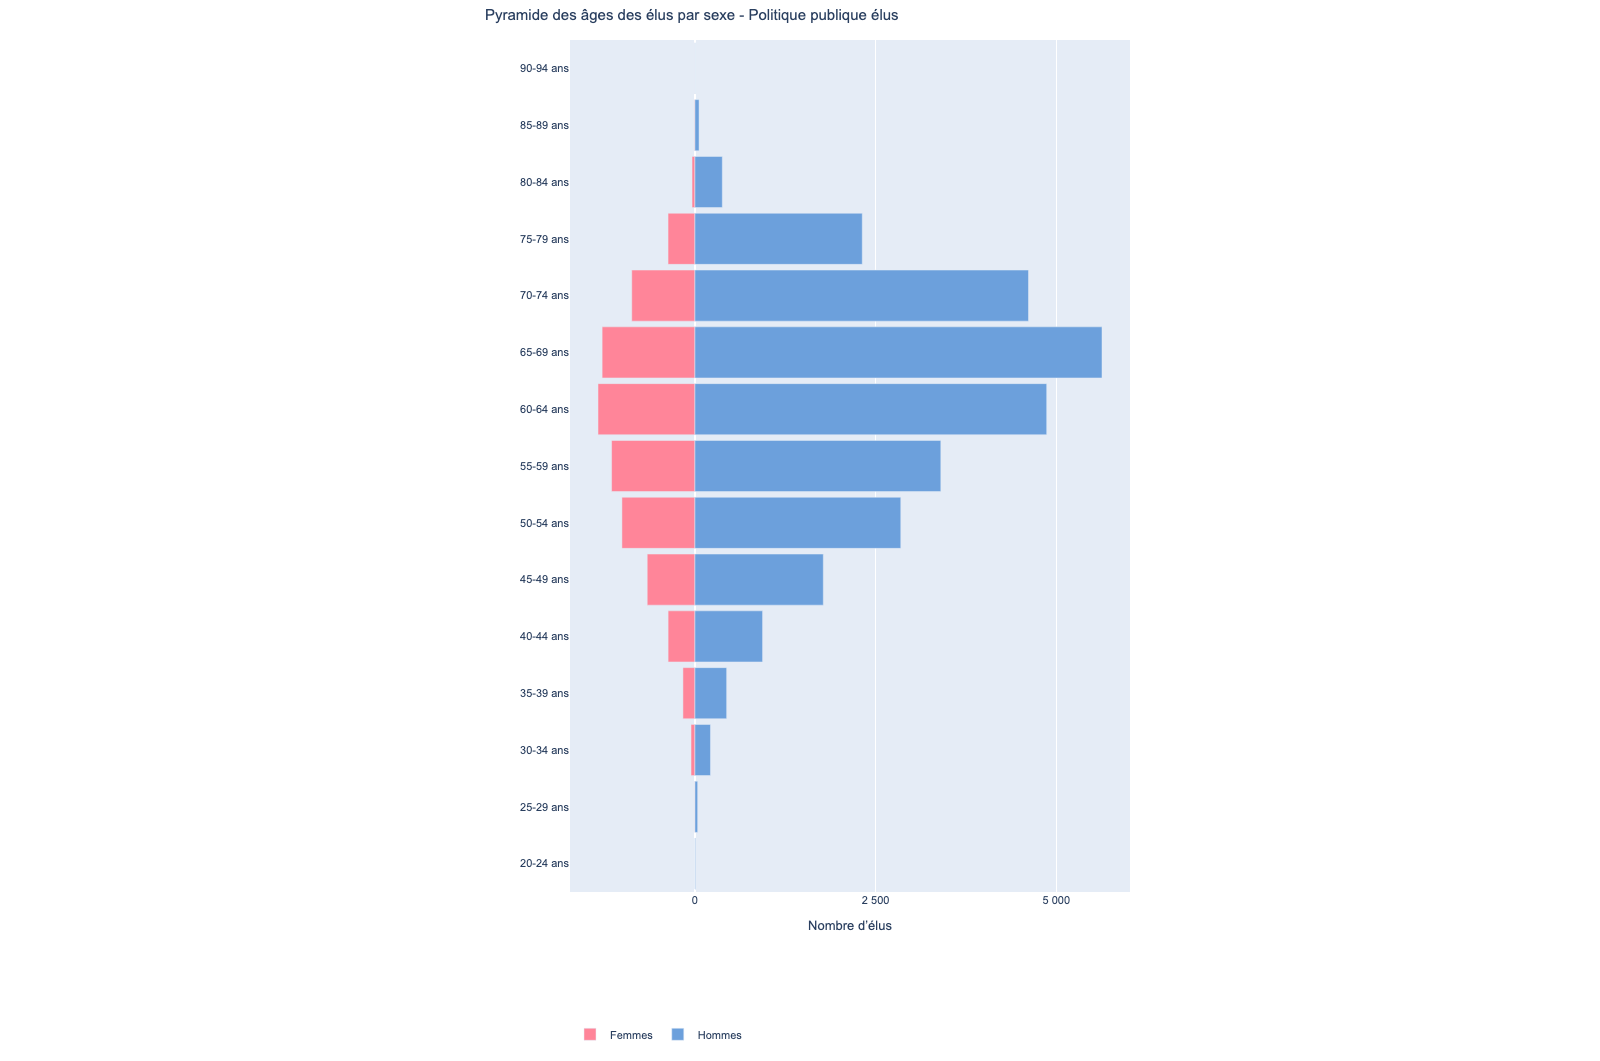 Pyramide des âges des élus par sexe - Politique publique élus
90-94 ans
85-89 ans
80-84 ans
75-79 ans
70-74 ans
65-69 ans
60-64 ans
55-59 ans
50-54 ans
45-49 ans
40-44 ans
35-39 ans
30-34 ans
25-29 ans
20-24 ans
0 2 500 5 000
Nombre d’élus
Femmes Hommes